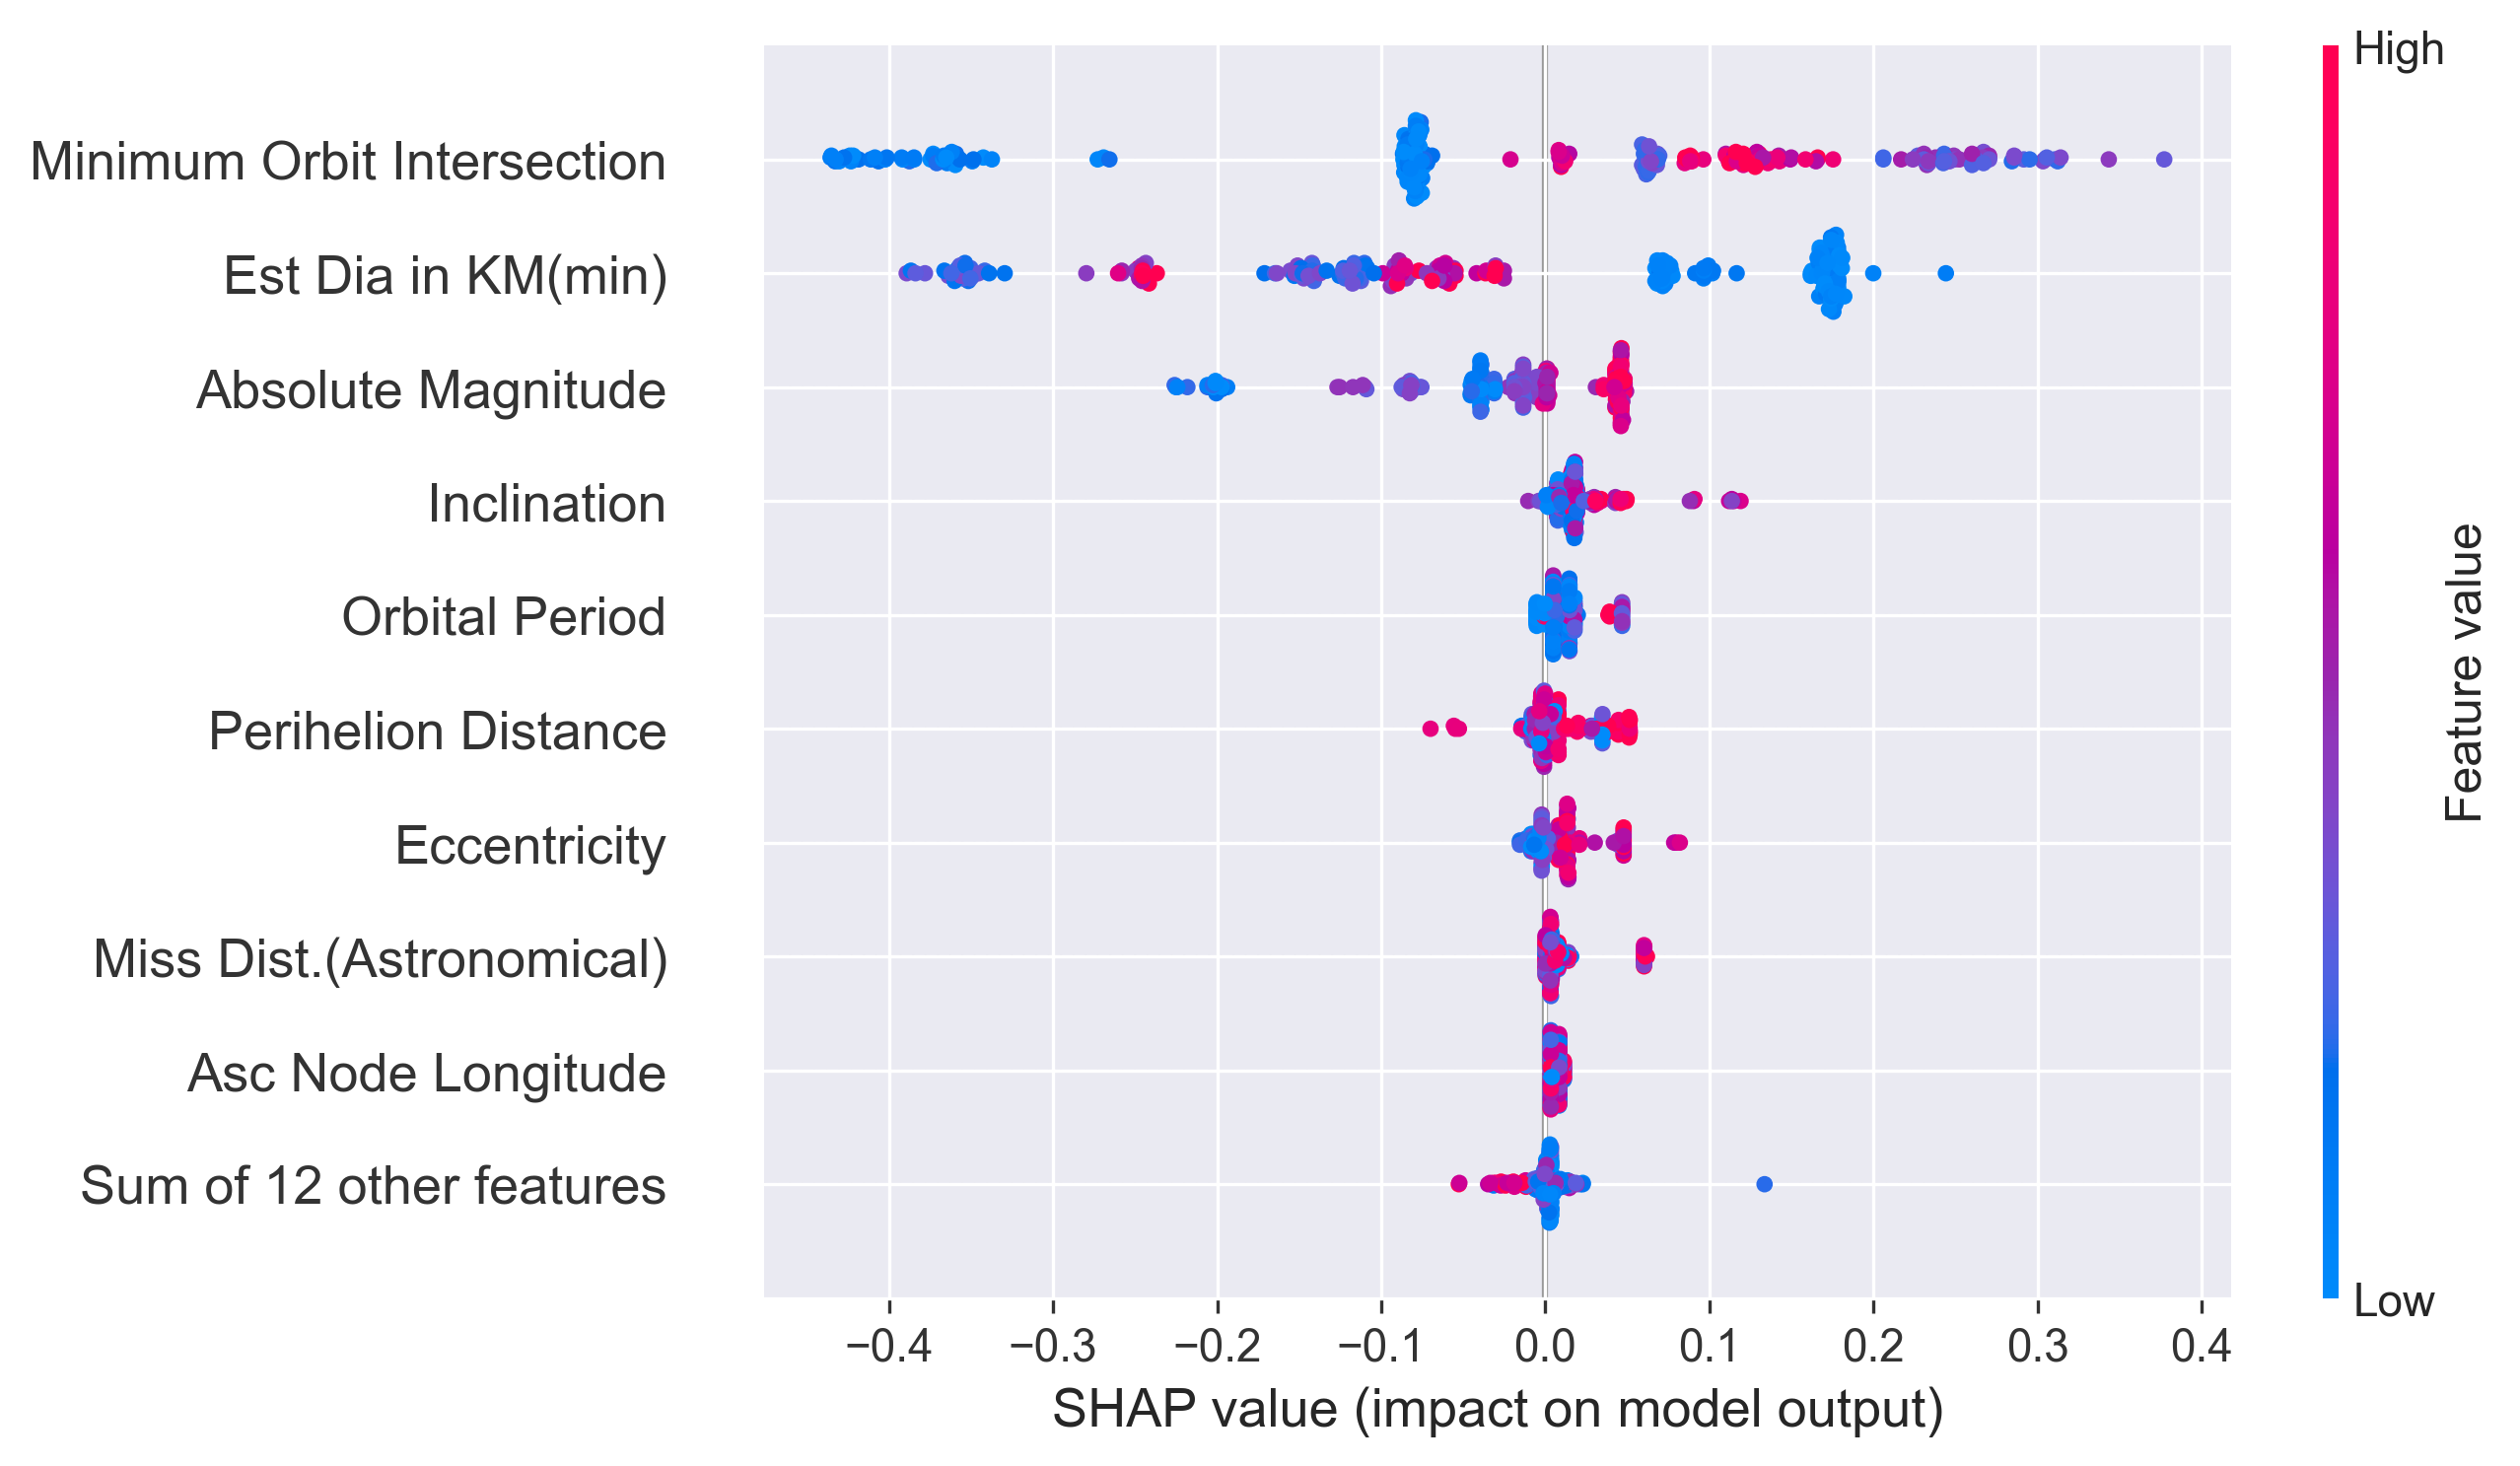 High
Minimum Orbit Intersection
Est Dia in KM(min)
Absolute Magnitude
Inclination
Orbital Period
Perihelion Distance
Eccentricity
Miss Dist.(Astronomical)
Asc Node Longitude
Sum of 12 other features
Feature value
Low
−0.4 −0.3 −0.2 −0.1 0.0 0.1 0.2 0.3 0.4
SHAP value (impact on model output)